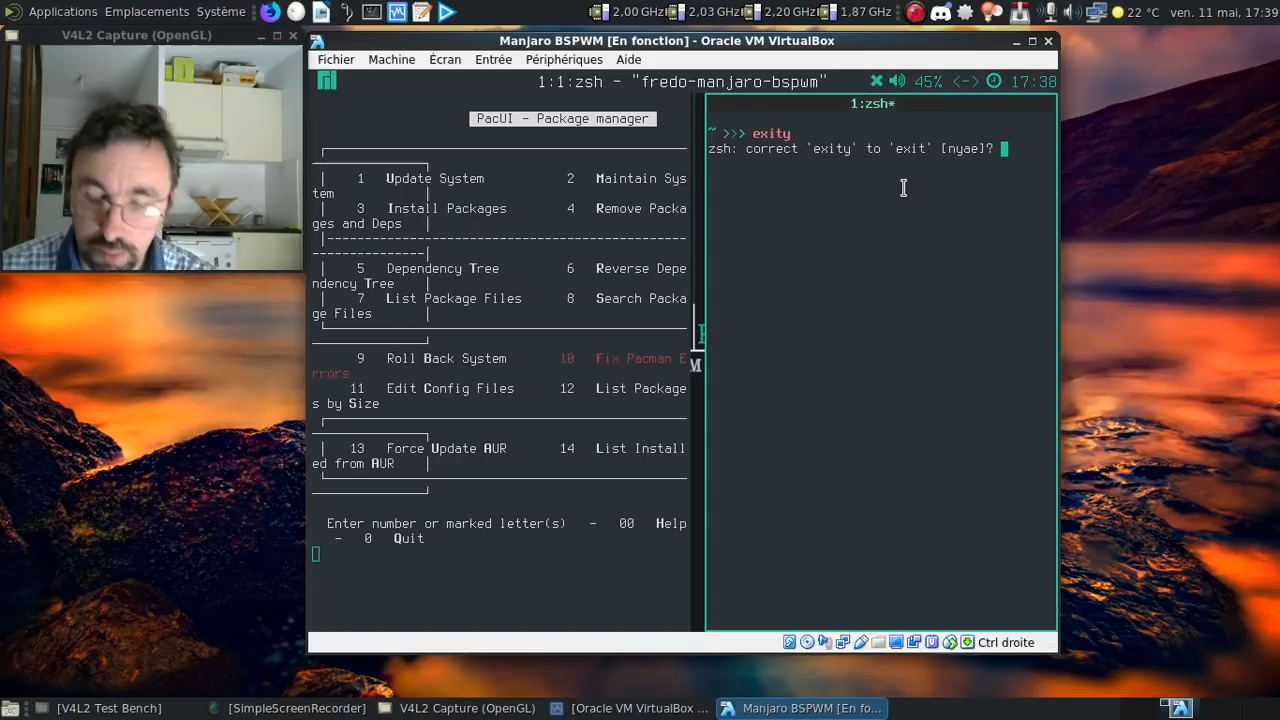 Applications Emplacements Système
2,00 GHz 2,03 GHz 2,20 GHz 1,87 GHz
22 °C ven. 11 mai, 17:39
V4L2 Capture (OpenGL)
Manjaro BSPWM [En fonction] - Oracle VM VirtualBox
Fichier Machine Écran Entrée Périphériques Aide
1:1:zsh - "fredo-manjaro-bspwm" 45% <-> 17:38
PacUI - Package manager
1 Update System 2 Maintain Sys
tem
3 Install Packages 4 Remove Packa
ges and Deps
5 Dependency Tree 6 Reverse Depe
ndency Tree
7 List Package Files 8 Search Packa
ge Files
9 Roll Back System 10 Fix Pacman E
rrors
11 Edit Config Files 12 List Package
s by Size
13 Force Update AUR 14 List Install
ed from AUR
Enter number or marked letter(s) - 00 Help
- 0 Quit
M
1:zsh*
~ >>> exity
zsh: correct 'exity' to 'exit' [nyae]?
Ctrl droite
[V4L2 Test Bench] [SimpleScreenRecorder] V4L2 Capture (OpenGL) [Oracle VM VirtualBox ... Manjaro BSPWM [En fo...